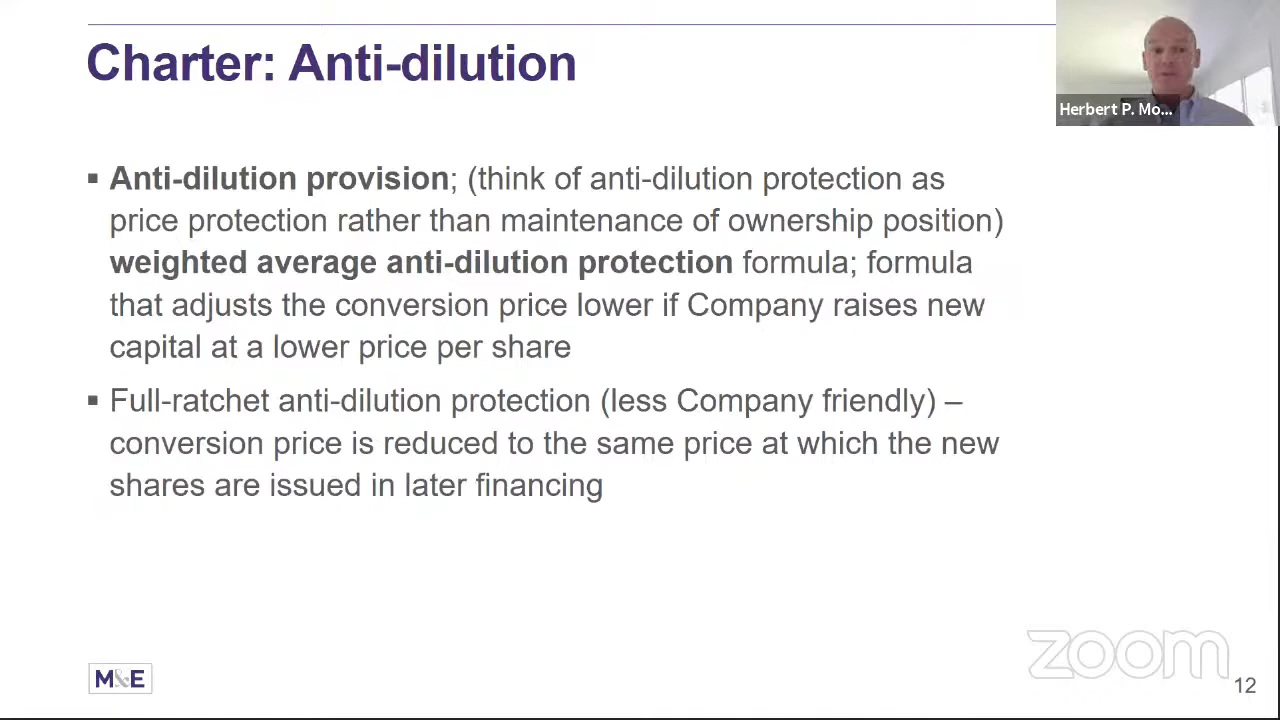 Charter: Anti-dilution
Herbert P. Mo...
▪ Anti-dilution provision; (think of anti-dilution protection as
price protection rather than maintenance of ownership position)
weighted average anti-dilution protection formula; formula
that adjusts the conversion price lower if Company raises new
capital at a lower price per share
▪ Full-ratchet anti-dilution protection (less Company friendly) –
conversion price is reduced to the same price at which the new
shares are issued in later financing
M&E
zoom
12